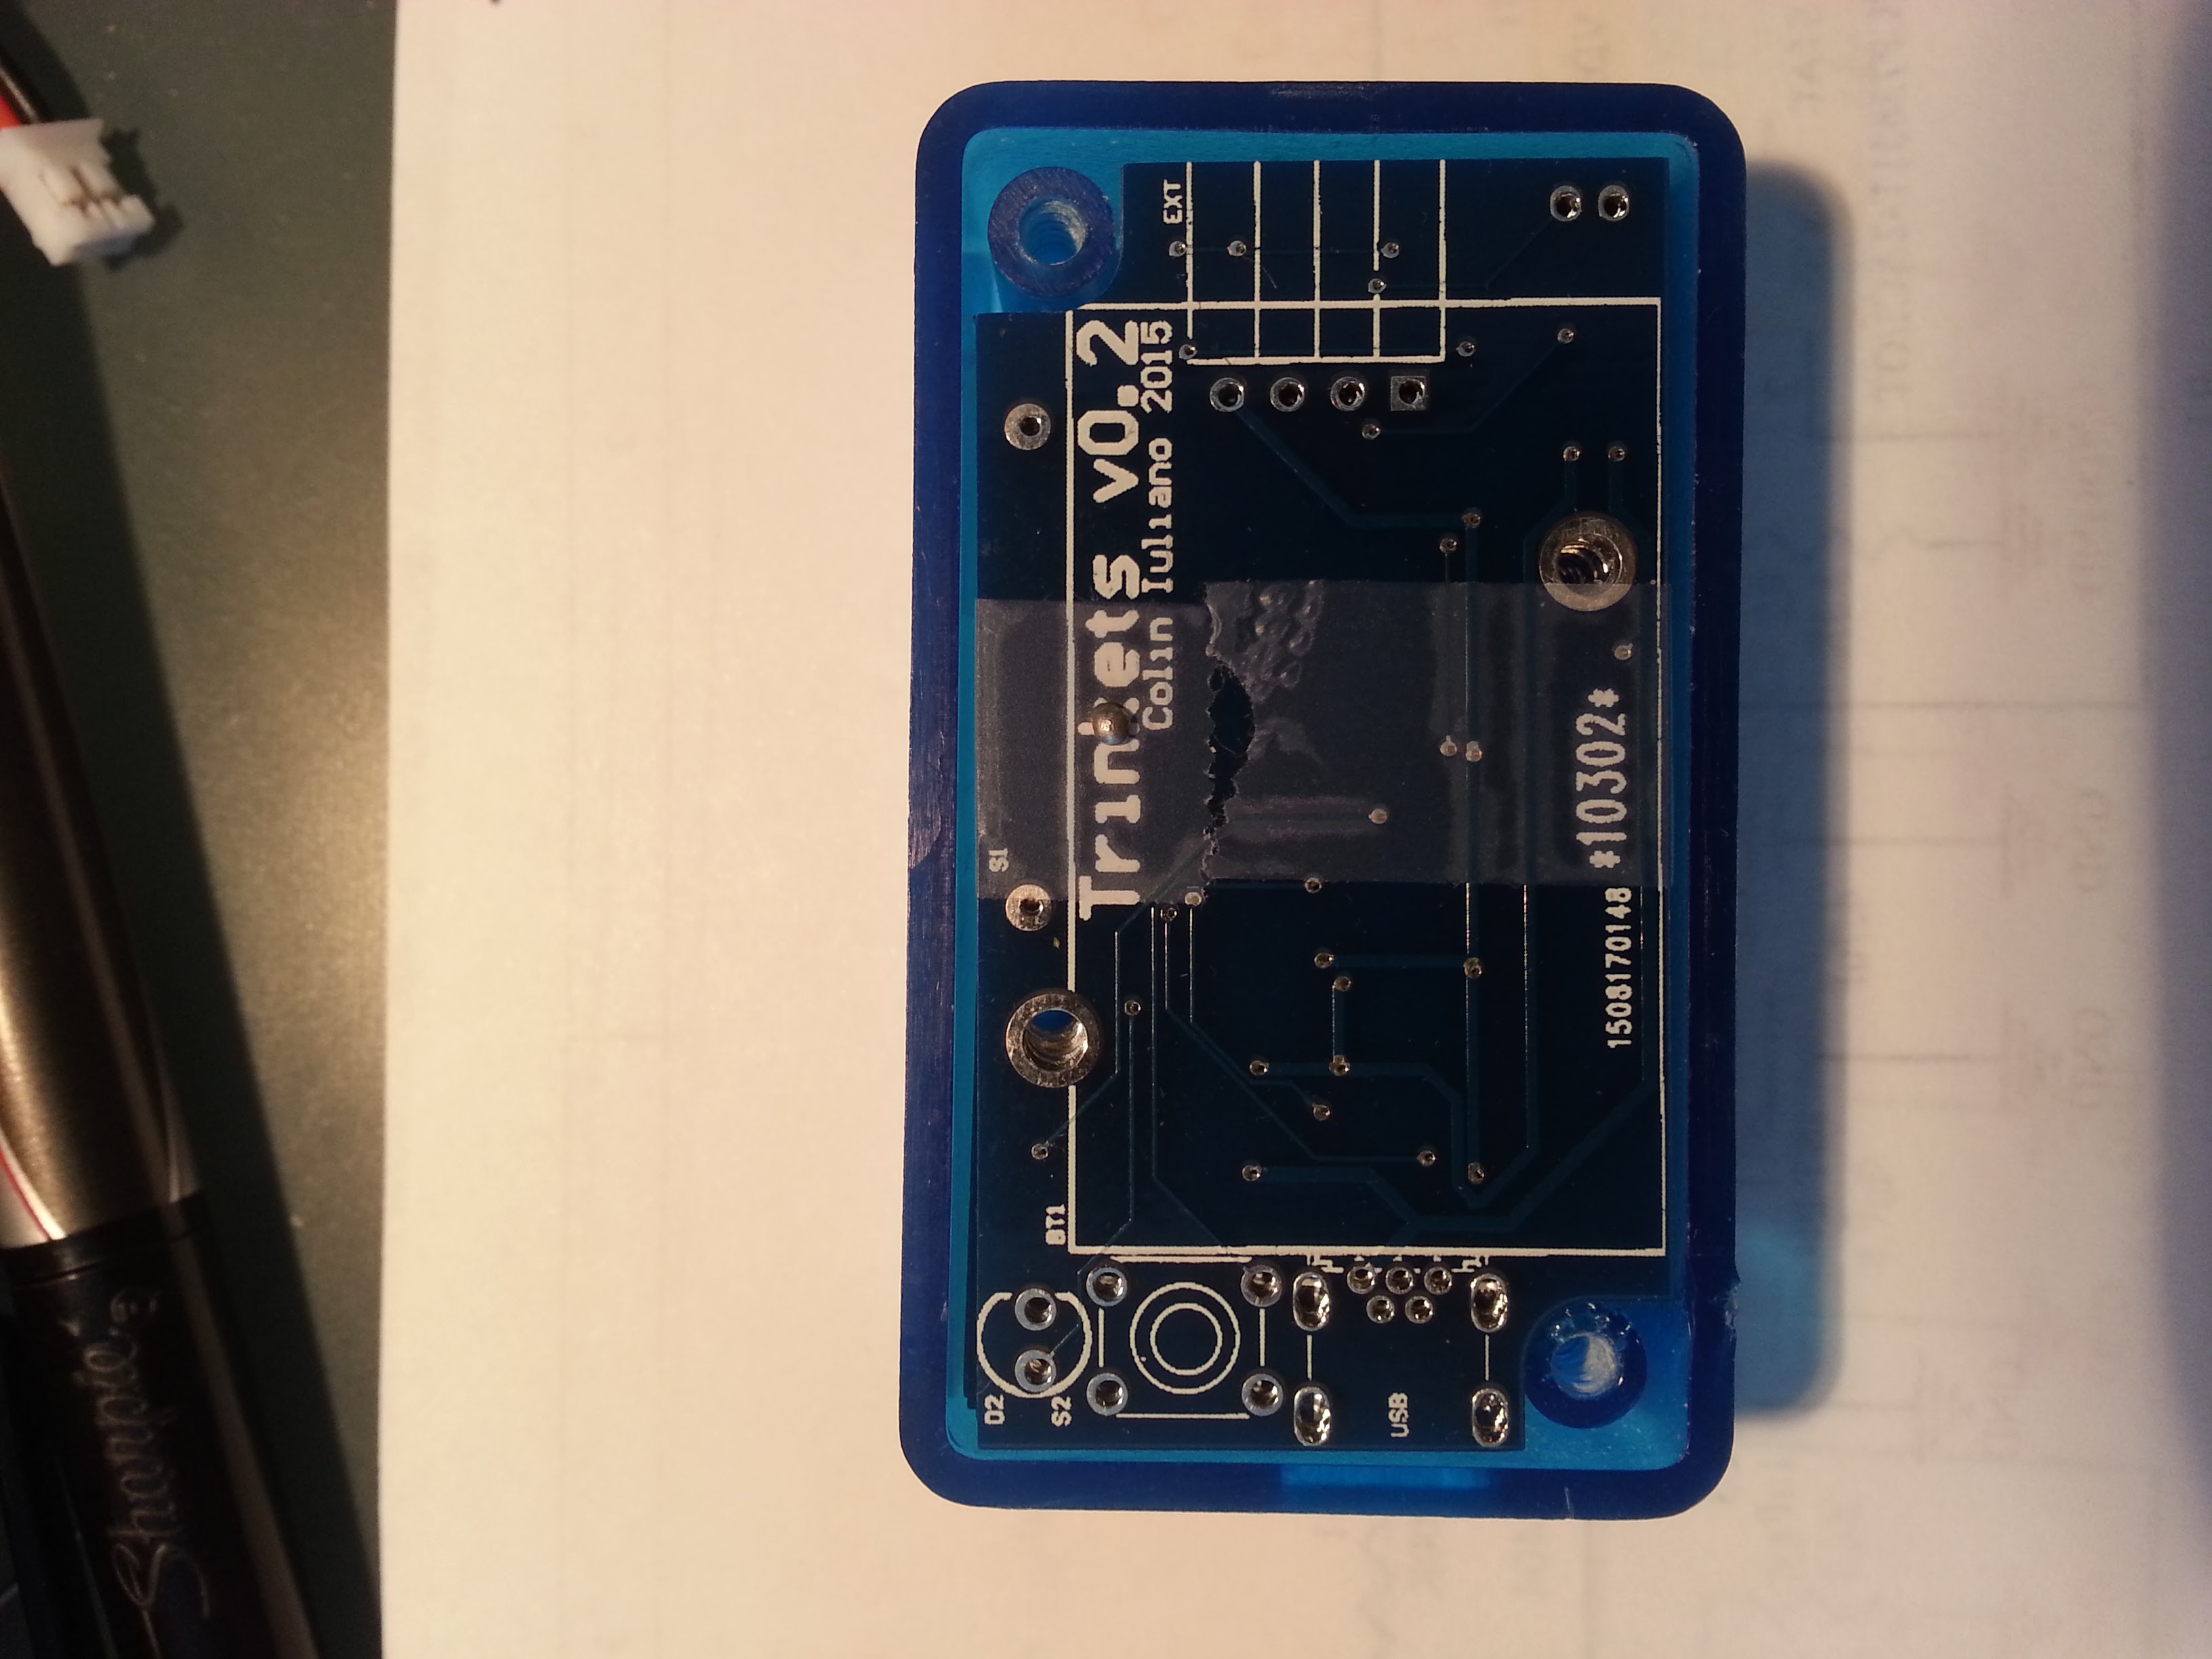 Sharpie
D2
S1
S2
BT1
Trinkets v0.2
Colin Iuliano 2015
EXT
USB
1508170148
*10302*